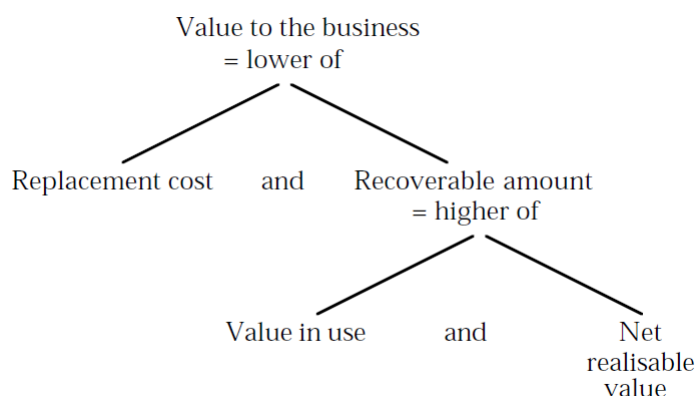 Value to the business
= lower of
Replacement cost and Recoverable amount
= higher of
Value in use and Net
realisable
value